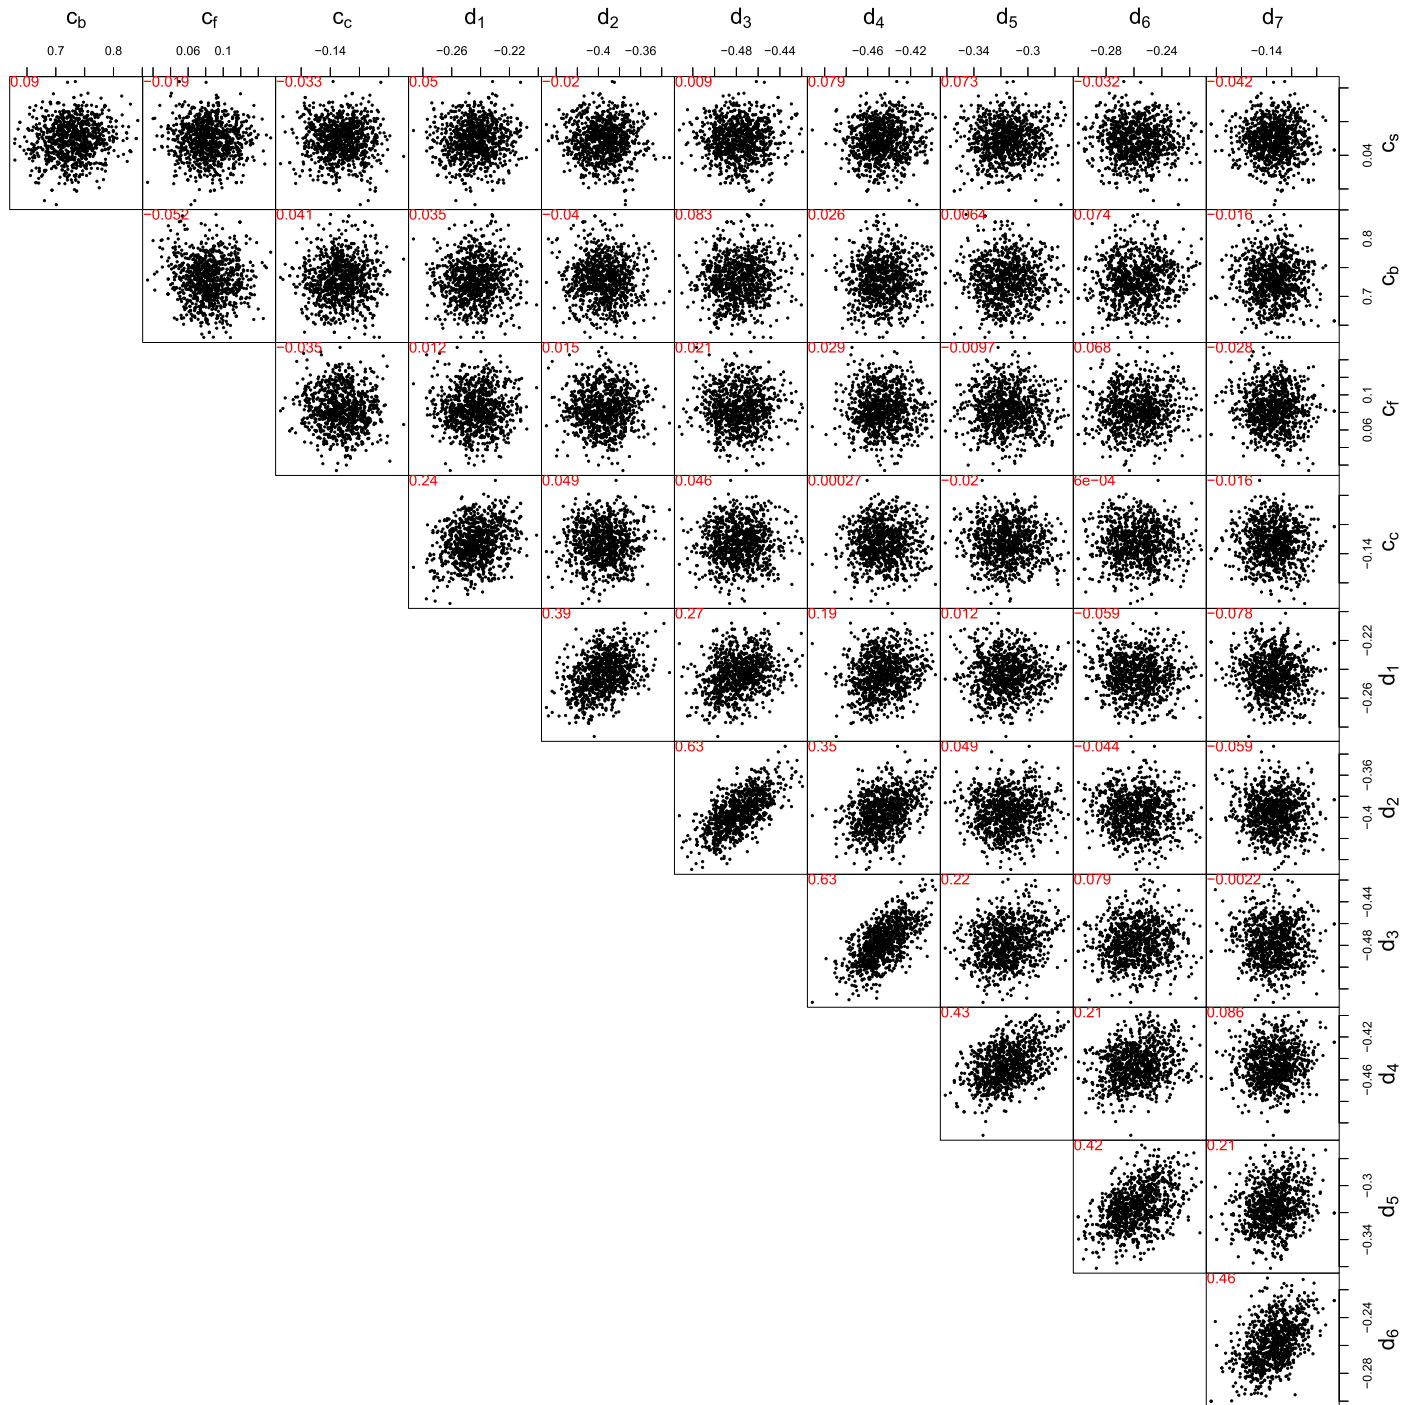 c_b c_f c_c d_1 d_2 d_3 d_4 d_5 d_6 d_7
0.7 0.8 0.06 0.1 −0.14 −0.26 −0.22 −0.4 −0.36 −0.48 −0.44 −0.46 −0.42 −0.34 −0.3 −0.28 −0.24 −0.14
0.09 −0.019 −0.033 0.05 −0.02 0.009 0.079 0.073 −0.032 −0.042
0.04 c_s
−0.052 0.041 0.035 −0.04 0.083 0.026 0.0064 0.074 −0.016
0.7 0.8 c_b
−0.035 0.012 0.015 0.021 0.029 −0.0097 0.068 −0.028
0.06 0.1 c_f
0.24 0.049 0.046 0.00027 −0.02 6e−04 −0.016
−0.14 c_c
0.39 0.27 0.19 0.012 −0.059 −0.078
−0.26 −0.22 d_1
0.63 0.35 0.049 −0.044 −0.059
−0.4 −0.36 d_2
0.63 0.22 0.079 −0.0022
−0.48 −0.44 d_3
0.43 0.21 0.086
−0.46 −0.42 d_4
0.42 0.21
−0.34 −0.3 d_5
0.46
−0.28 −0.24 d_6